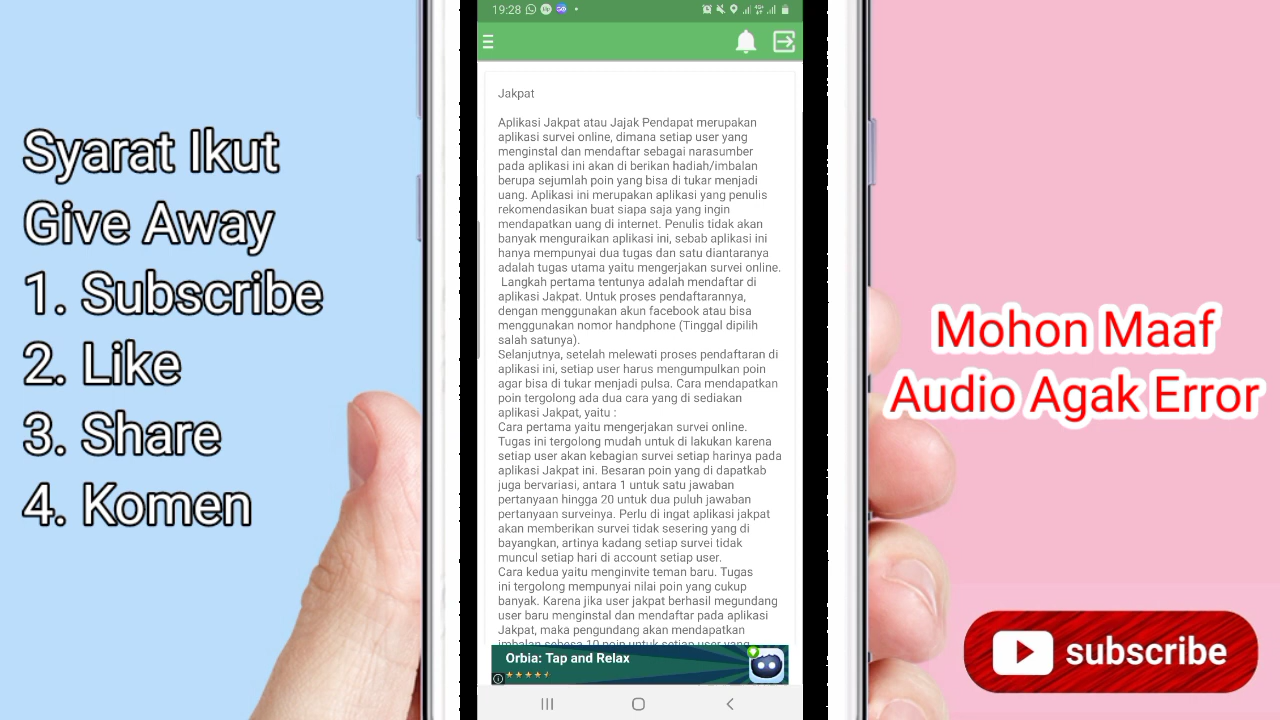 Syarat Ikut
Give Away
1. Subscribe
2. Like
3. Share
4. Komen
19:28
Jakpat
Aplikasi Jakpat atau Jajak Pendapat merupakan
aplikasi survei online, dimana setiap user yang
menginstal dan mendaftar sebagai narasumber
pada aplikasi ini akan di berikan hadiah/imbalan
berupa sejumlah poin yang bisa di tukar menjadi
uang. Aplikasi ini merupakan aplikasi yang penulis
rekomendasikan buat siapa saja yang ingin
mendapatkan uang di internet. Penulis tidak akan
banyak menguraikan aplikasi ini, sebab aplikasi ini
hanya mempunyai dua tugas dan satu diantaranya
adalah tugas utama yaitu mengerjakan survei online.
Langkah pertama tentunya adalah mendaftar di
aplikasi Jakpat. Untuk proses pendaftarannya,
dengan menggunakan akun facebook atau bisa
menggunakan nomor handphone (Tinggal dipilih
salah satunya).
Selanjutnya, setelah melewati proses pendaftaran di
aplikasi ini, setiap user harus mengumpulkan poin
agar bisa di tukar menjadi pulsa. Cara mendapatkan
poin tergolong ada dua cara yang di sediakan
aplikasi Jakpat, yaitu :
Cara pertama yaitu mengerjakan survei online.
Tugas ini tergolong mudah untuk di lakukan karena
setiap user akan kebagian survei setiap harinya pada
aplikasi Jakpat ini. Besaran poin yang di dapatkab
juga bervariasi, antara 1 untuk satu jawaban
pertanyaan hingga 20 untuk dua puluh jawaban
pertanyaan surveinya. Perlu di ingat aplikasi jakpat
akan memberikan survei tidak sesering yang di
bayangkan, artinya kadang setiap survei tidak
muncul setiap hari di account setiap user.
Cara kedua yaitu menginvite teman baru. Tugas
ini tergolong mempunyai nilai poin yang cukup
banyak. Karena jika user jakpat berhasil megundang
user baru menginstal dan mendaftar pada aplikasi
Jakpat, maka pengundang akan mendapatkan
10 poin untuk setiap user yang
Orbia: Tap and Relax
Mohon Maaf
Audio Agak Error
subscribe